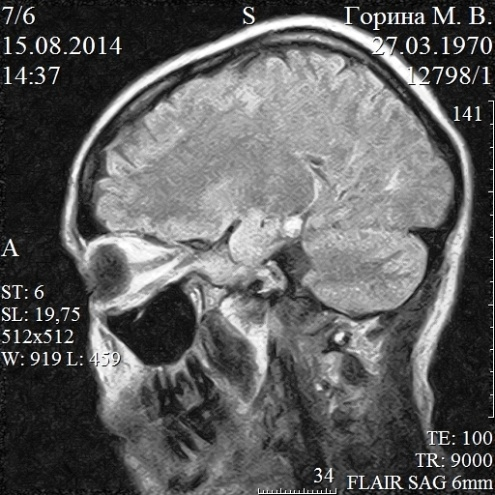 7/6
S
Горина М. В.
15.08.2014
27.03.1970
14:37
12798/1
141
A
ST: 6
SL: 19,75
512x512
W: 919 L: 459
TE: 100
TR: 9000
34
FLAIR SAG 6mm